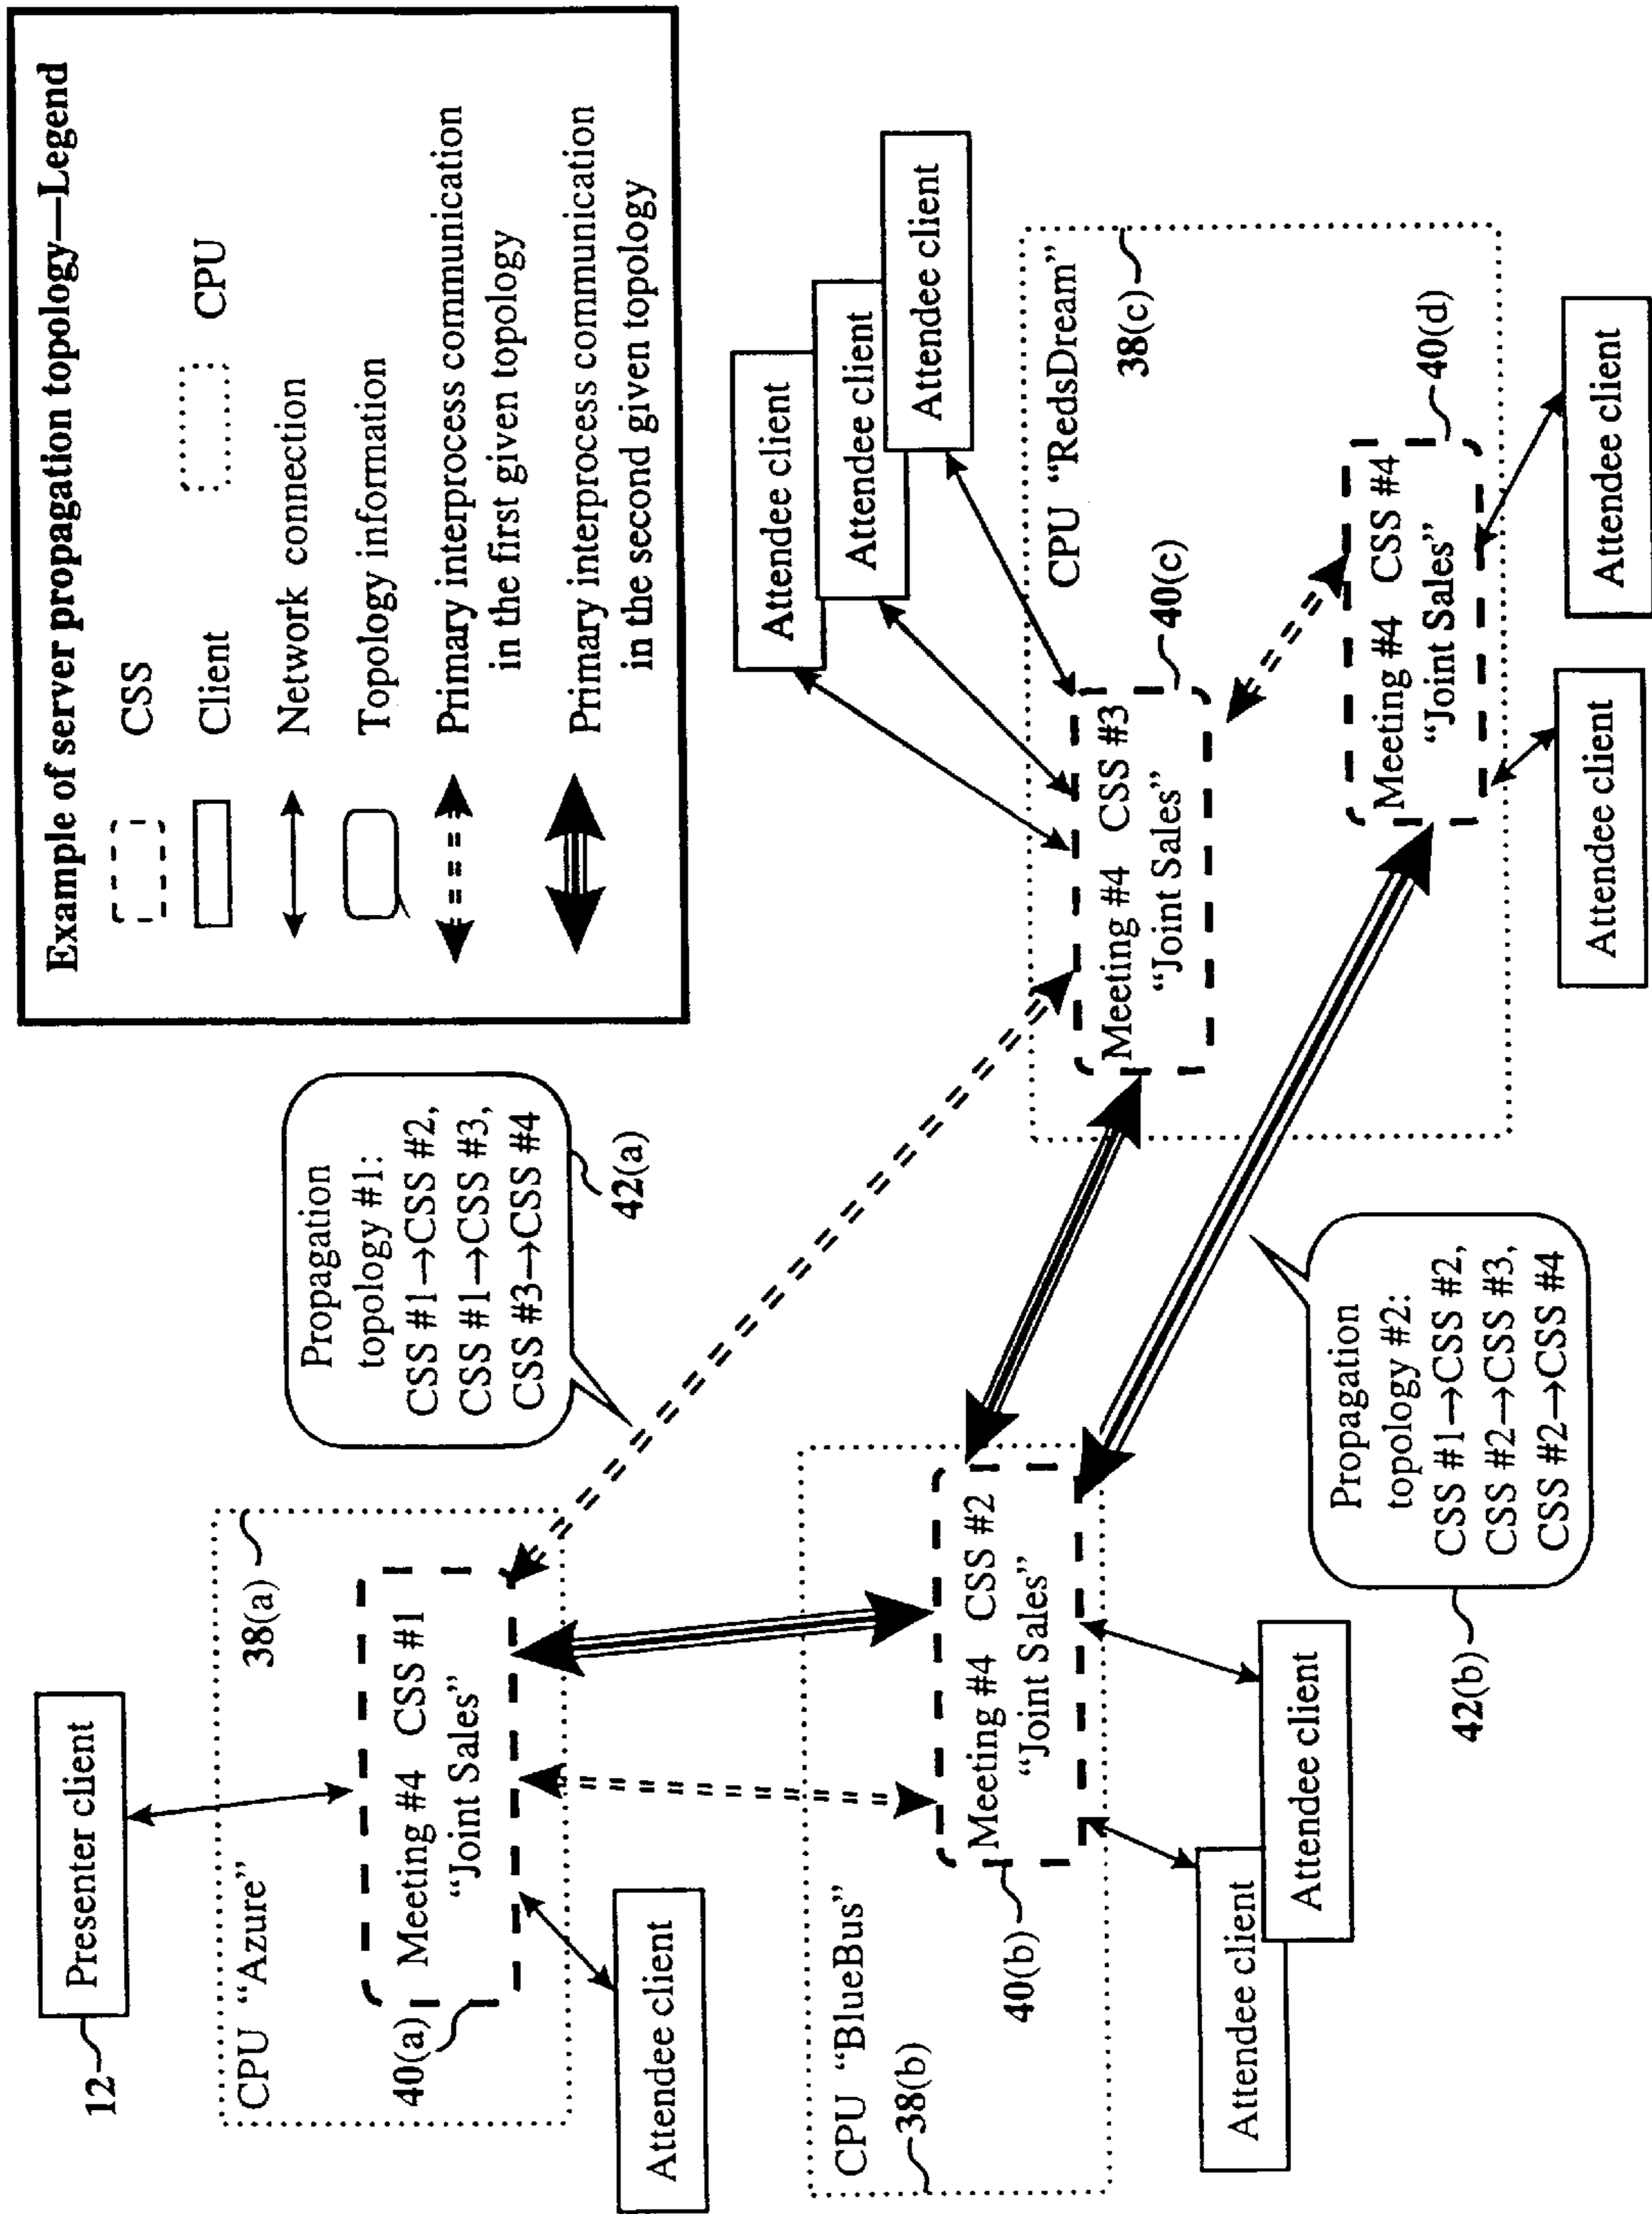 Example of server propagation topology—Legend
CSS
Client
CPU
Network connection
Topology information
Primary interprocess communication
in the first given topology
Primary interprocess communication
in the second given topology
12
Presenter client
CPU “Azure”
38(a)
Meeting #4 CSS #1
“Joint Sales”
40(a)
Attendee client
Propagation
topology #1:
CSS #1→CSS #2,
CSS #1→CSS #3,
CSS #3→CSS #4
42(a)
CPU “BlueBus”
38(b)
Meeting #4 CSS #2
“Joint Sales”
40(b)
Attendee client
Attendee client
Propagation
topology #2:
CSS #1→CSS #2,
CSS #2→CSS #3,
CSS #2→CSS #4
42(b)
Attendee client
Attendee client
Attendee client
CPU “RedsDream”
38(c)
Meeting #4 CSS #3
“Joint Sales”
40(c)
Meeting #4 CSS #4
“Joint Sales”
40(d)
Attendee client
Attendee client